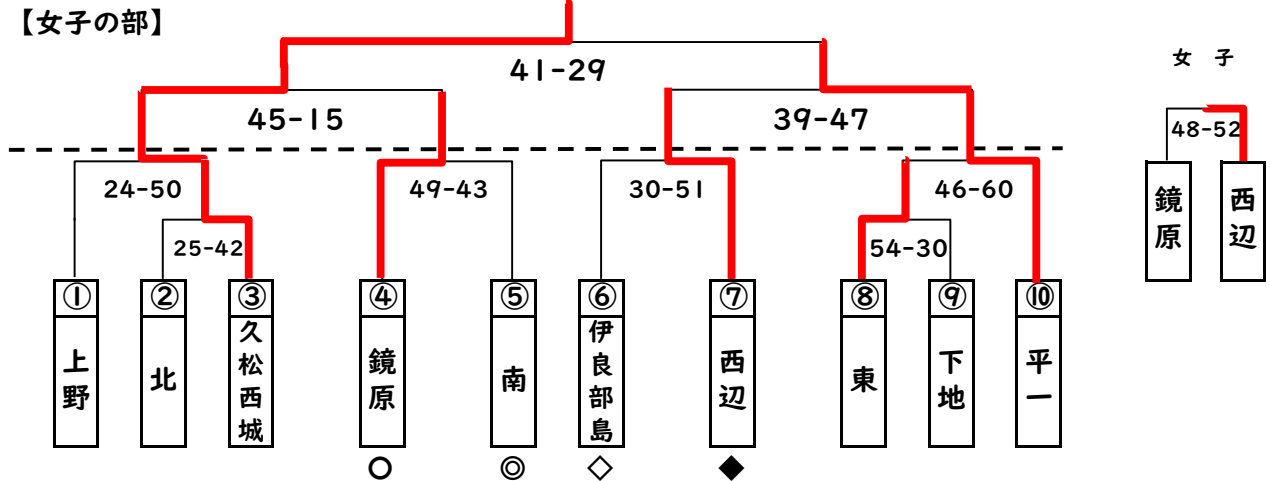 【女子の部】
41-29
女 子
45-15
39-47
48-52
24-50
49-43
30-51
46-60
25-42
54-30
鏡原
西辺
① ② ③ ④ ⑤ ⑥ ⑦ ⑧ ⑨ ⑩
上野
北
久松西城
鏡原
南
伊良部島
西辺
東
下地
平一
○ ◎ ◇ ◆